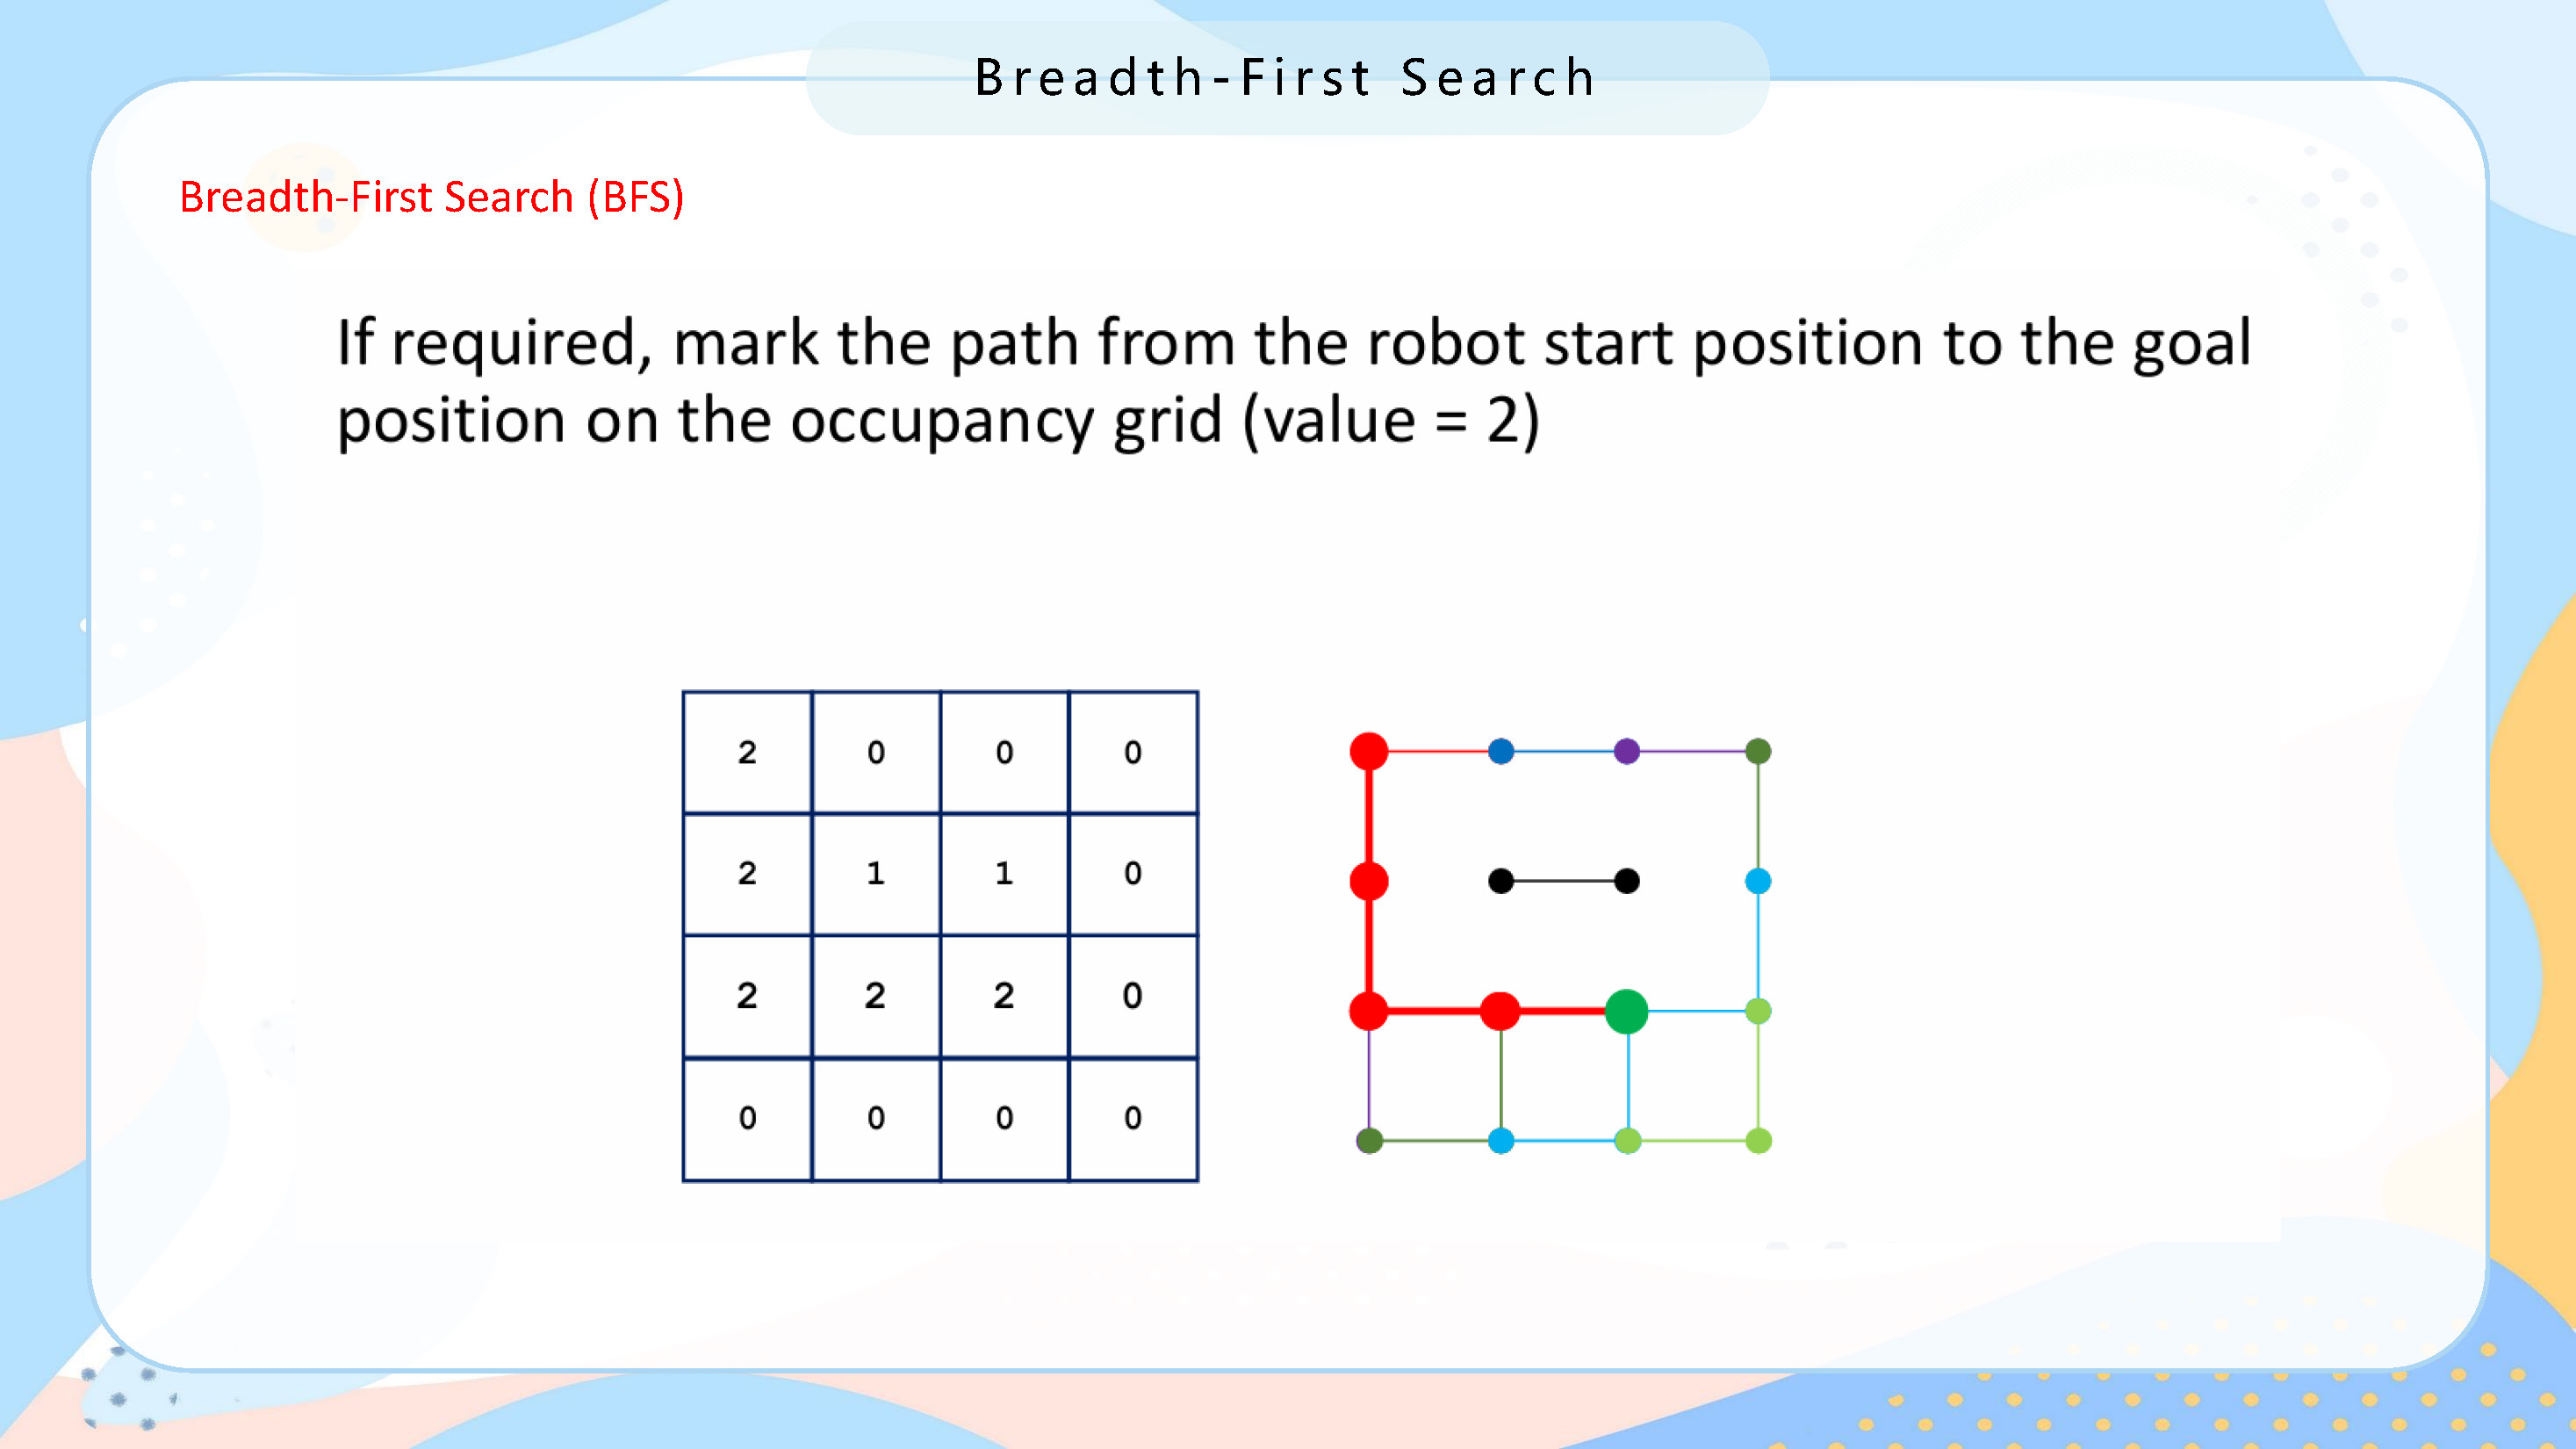 Breadth-First Search
Breadth-First Search (BFS)
If required, mark the path from the robot start position to the goal
position on the occupancy grid (value = 2)
2 0 0 0
2 1 1 0
2 2 2 0
0 0 0 0